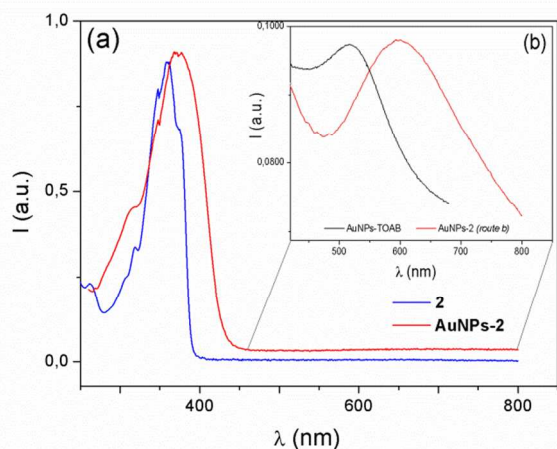 (a)
I (a.u.)
1,0
0,5
0,0
400
600
800
λ (nm)
2
AuNPs-2
(b)
I (a.u.)
0,1000
0,0800
500
600
700
800
λ (nm)
AuNPs-TOAB
AuNPs-2 (route b)